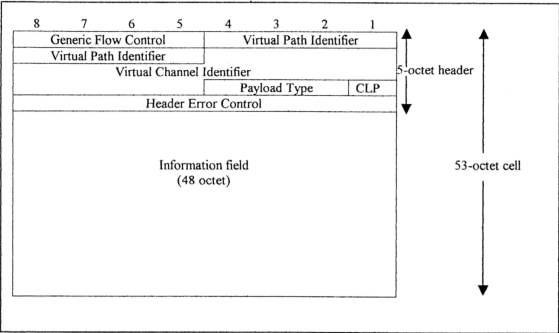 8 7 6 5 4 3 2 1
Generic Flow Control Virtual Path Identifier
Virtual Path Identifier
Virtual Channel Identifier
5-octet header
Payload Type CLP
Header Error Control
Information field
(48 octet)
53-octet cell